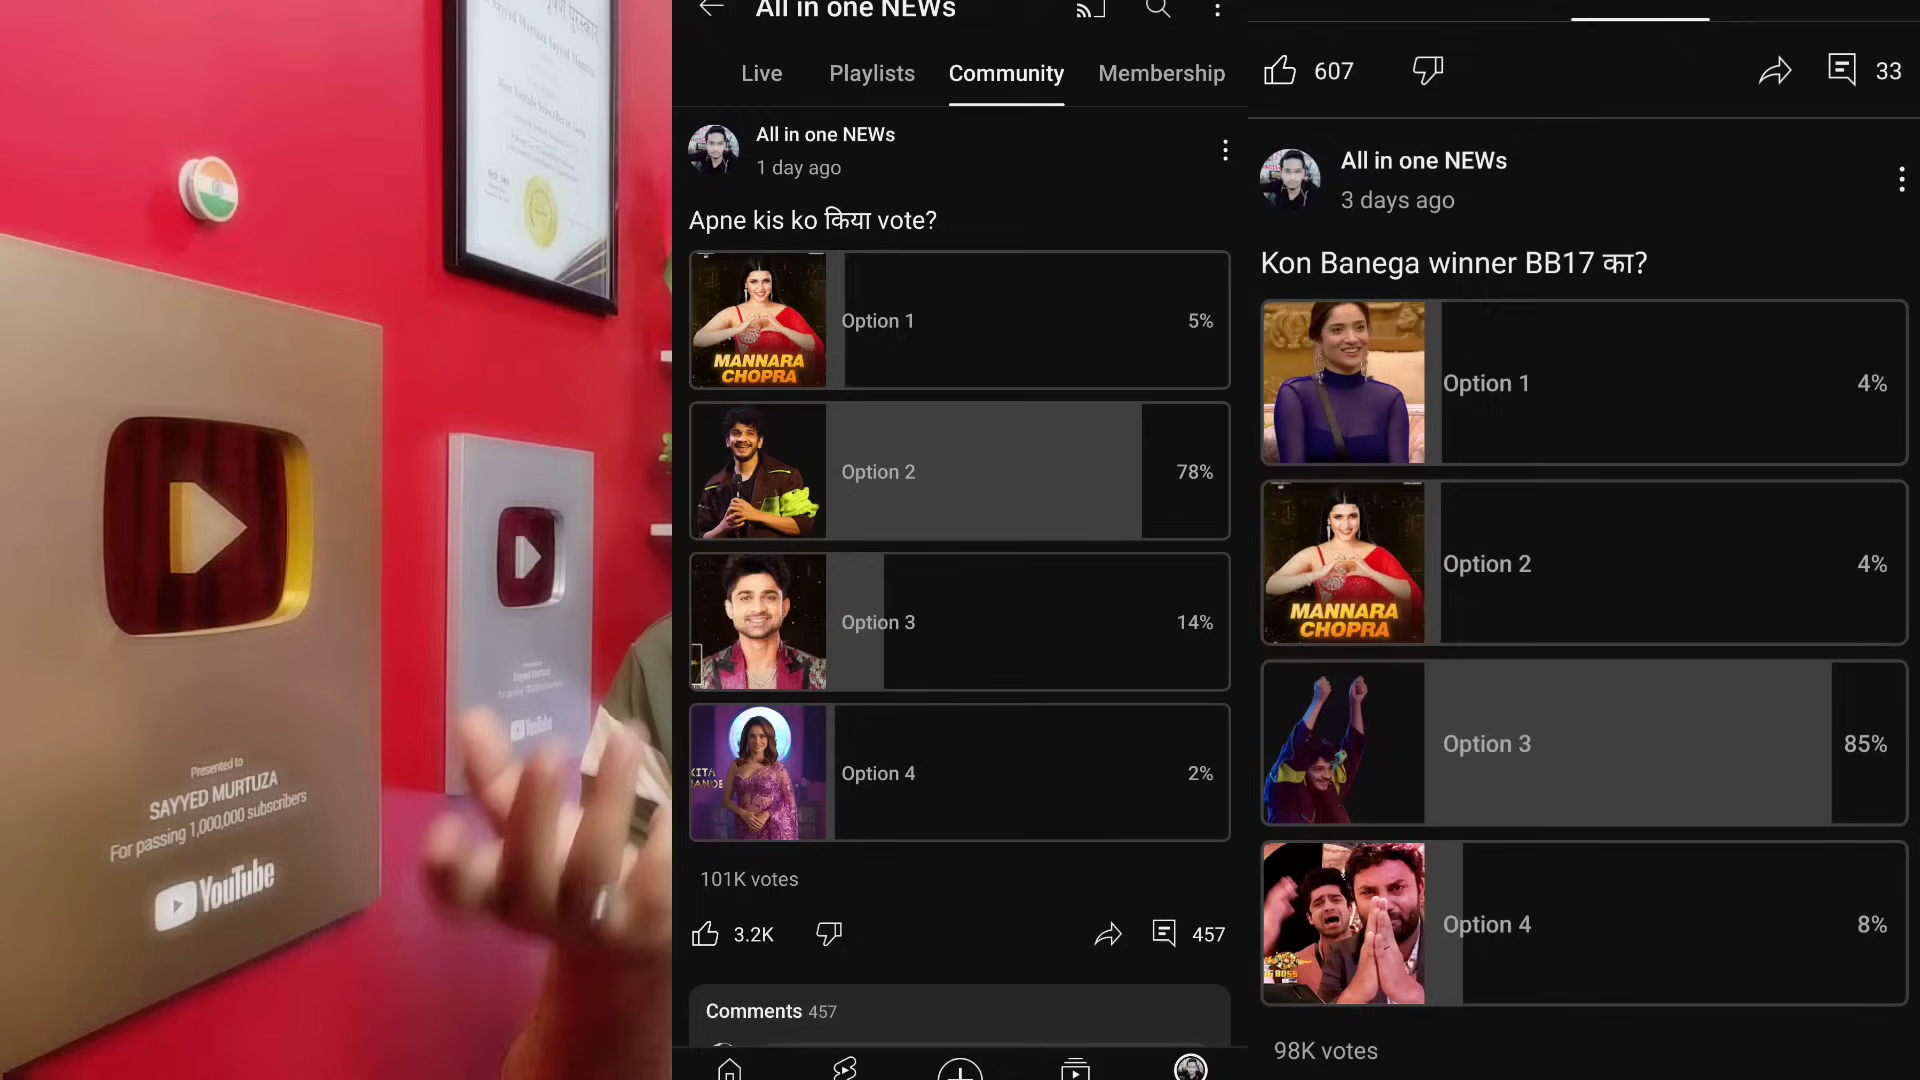 Presented to
SAYYED MURTUZA
For passing 1,000,000 subscribers
YouTube
Sayyed Murtuza
YouTube
All in one NEWs
Live
Playlists
Community
Membership
All in one NEWs
1 day ago
Apne kis ko किया vote?
MANNARA
CHOPRA
Option 1
5%
Option 2
78%
Option 3
14%
Option 4
2%
101K votes
3.2K
457
Comments 457
607
33
All in one NEWs
3 days ago
Kon Banega winner BB17 का?
Option 1
4%
MANNARA
CHOPRA
Option 2
4%
Option 3
85%
Option 4
8%
98K votes